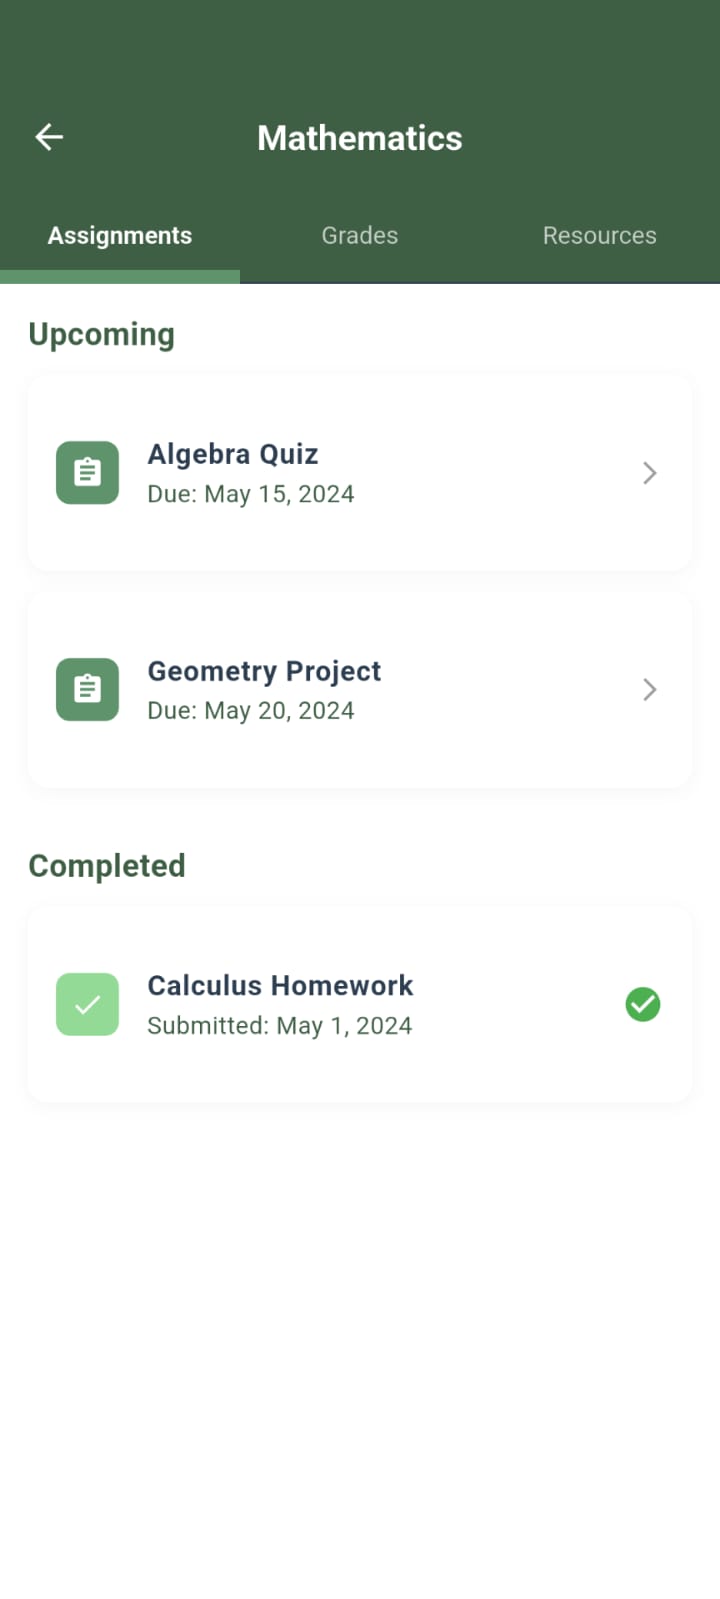 Mathematics
Assignments Grades Resources
Upcoming
Algebra Quiz
Due: May 15, 2024
Geometry Project
Due: May 20, 2024
Completed
Calculus Homework
Submitted: May 1, 2024